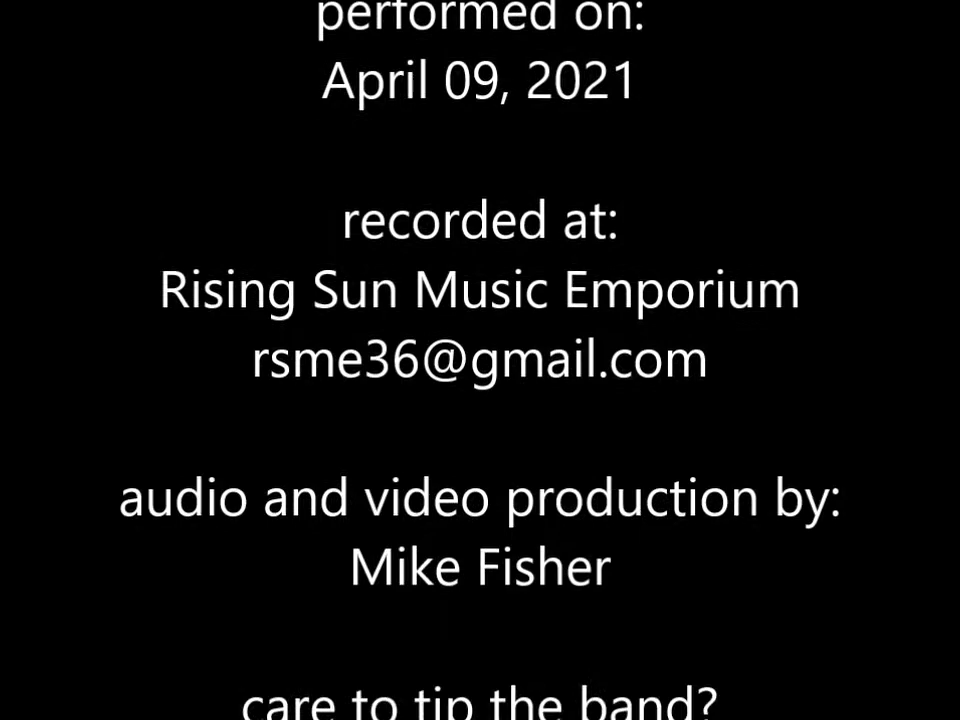 performed on:
April 09, 2021
recorded at:
Rising Sun Music Emporium
rsme36@gmail.com
audio and video production by:
Mike Fisher
care to tip the band?